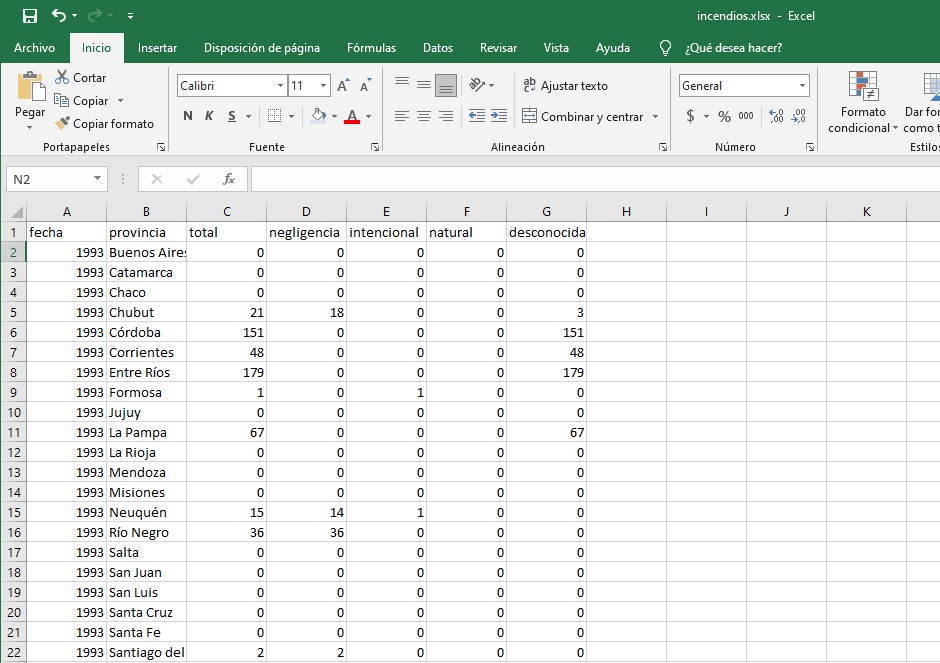 incendios.xlsx - Excel
Archivo Inicio Insertar Disposición de página Fórmulas Datos Revisar Vista Ayuda ¿Qué desea hacer?
Pegar
Cortar
Copiar
Copiar formato
Portapapeles
Calibri 11 A A
N K S A
Fuente
ab Ajustar texto
Combinar y centrar
Alineación
General
$ % 000
Número
Formato condicional
Dar for
como t
Estilos
N2 fx
A B C D E F G H I J K
1 fecha provincia total negligencia intencional natural desconocida
2 1993 Buenos Aires 0 0 0 0 0
3 1993 Catamarca 0 0 0 0 0
4 1993 Chaco 0 0 0 0 0
5 1993 Chubut 21 18 0 0 3
6 1993 Córdoba 151 0 0 0 151
7 1993 Corrientes 48 0 0 0 48
8 1993 Entre Ríos 179 0 0 0 179
9 1993 Formosa 1 0 1 0 0
10 1993 Jujuy 0 0 0 0 0
11 1993 La Pampa 67 0 0 0 67
12 1993 La Rioja 0 0 0 0 0
13 1993 Mendoza 0 0 0 0 0
14 1993 Misiones 0 0 0 0 0
15 1993 Neuquén 15 14 1 0 0
16 1993 Río Negro 36 36 0 0 0
17 1993 Salta 0 0 0 0 0
18 1993 San Juan 0 0 0 0 0
19 1993 San Luis 0 0 0 0 0
20 1993 Santa Cruz 0 0 0 0 0
21 1993 Santa Fe 0 0 0 0 0
22 1993 Santiago del 2 2 0 0 0